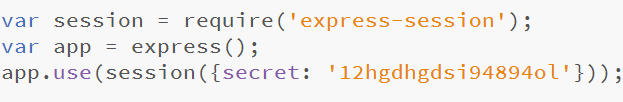 var session = require('express-session');
var app = express();
app.use(session({secret: '12hgdhgdsi94894ol'}));